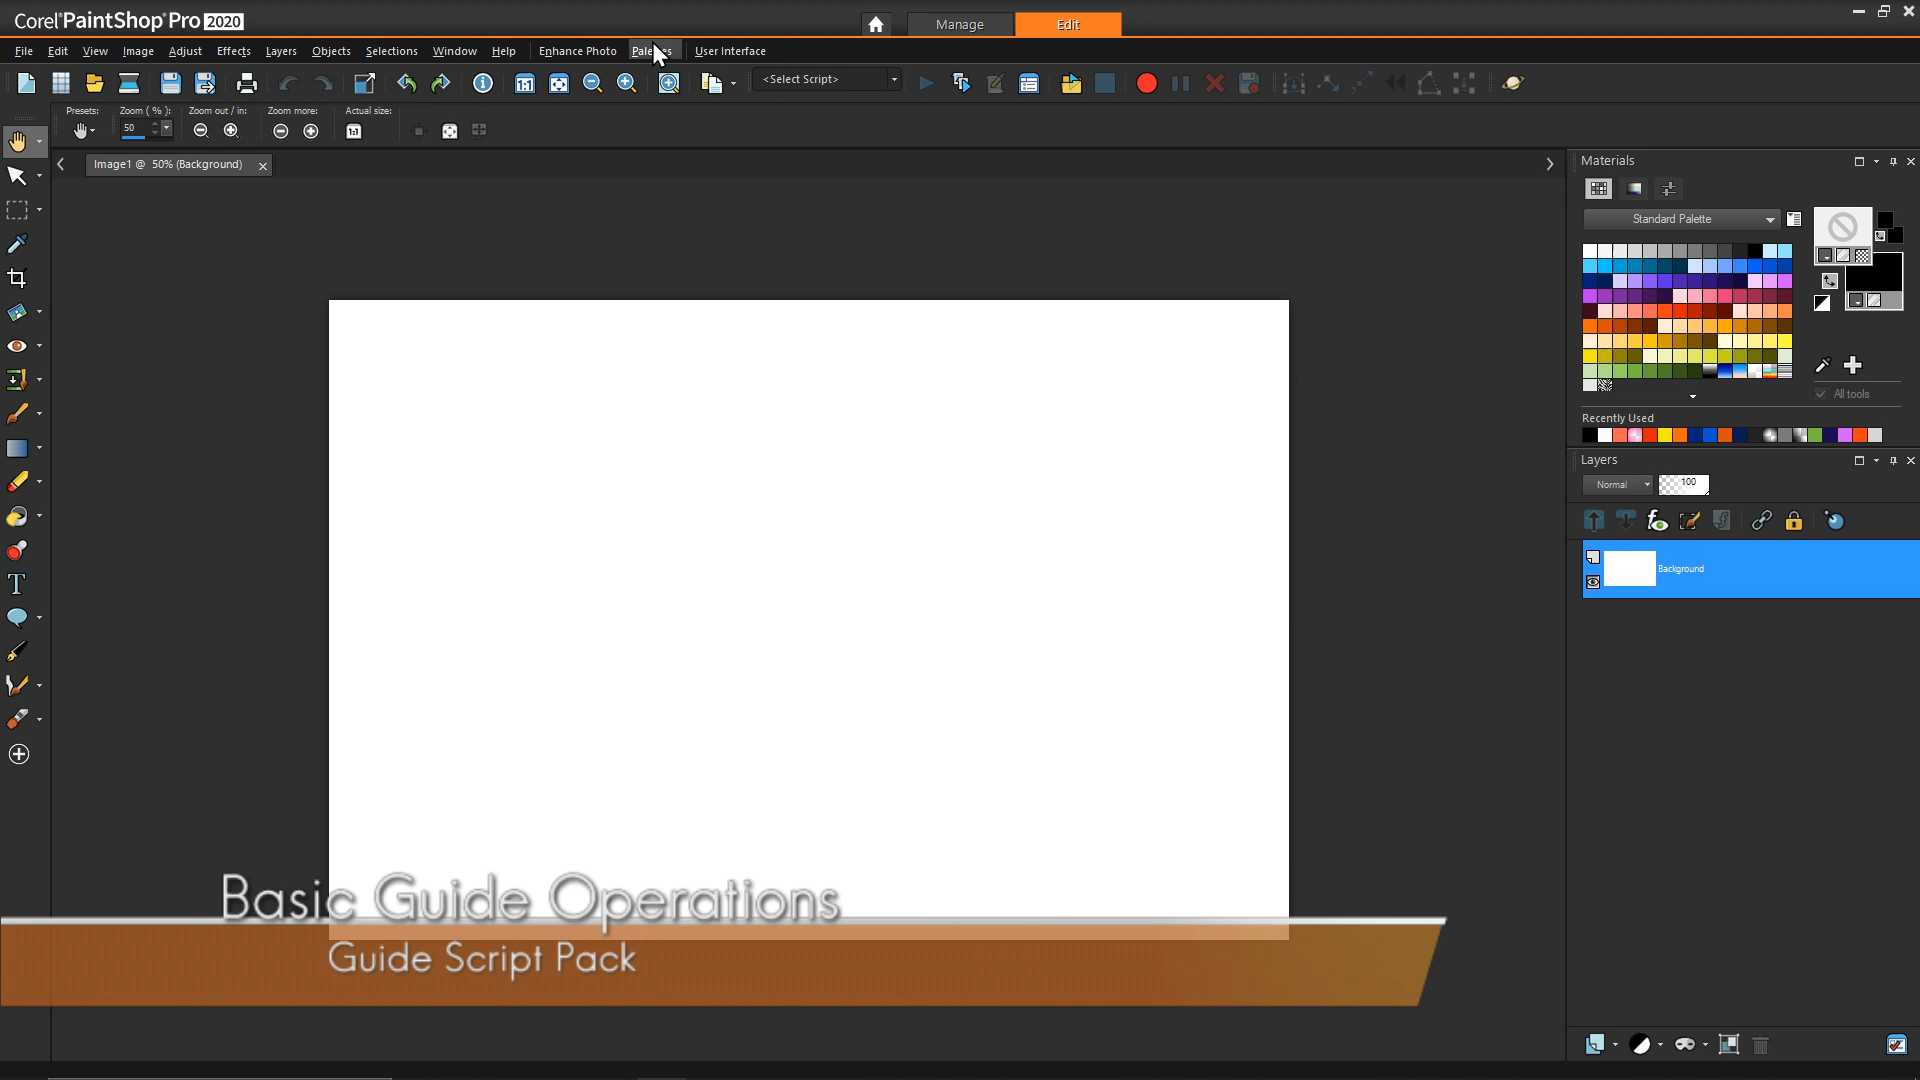 Corel PaintShop Pro 2020
Manage Edit
File Edit View Image Adjust Effects Layers Objects Selections Window Help Enhance Photo User Interface
<Select Script>
Presets: Zoom ( % ): Zoom out / in: Zoom more: Actual size:
50
Image1 @ 50% (Background)
Materials
Standard Palette
All tools
Recently Used
Layers
Normal 100
Background
Basic Guide Operations
Guide Script Pack